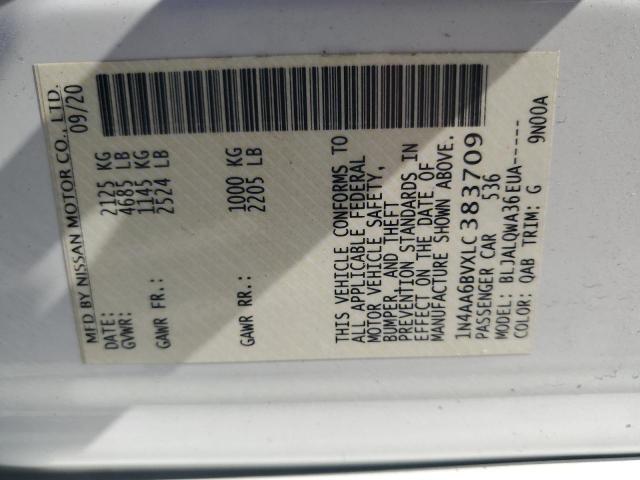 MFD BY NISSAN MOTOR CO., LTD.
DATE: 09/20
GVWR: 2125 KG
4685 LB
GAWR FR.: 1145 KG
2524 LB
GAWR RR.: 1000 KG
2205 LB
THIS VEHICLE CONFORMS TO
ALL APPLICABLE FEDERAL
MOTOR VEHICLE SAFETY,
BUMPER, AND THEFT
PREVENTION STANDARDS IN
EFFECT ON THE DATE OF
MANUFACTURE SHOWN ABOVE.
1N4AA6BVXLC383709
PASSENGER CAR 536
MODEL: BLJALQWA36EUA-----
COLOR: QAB TRIM: G 9N00A